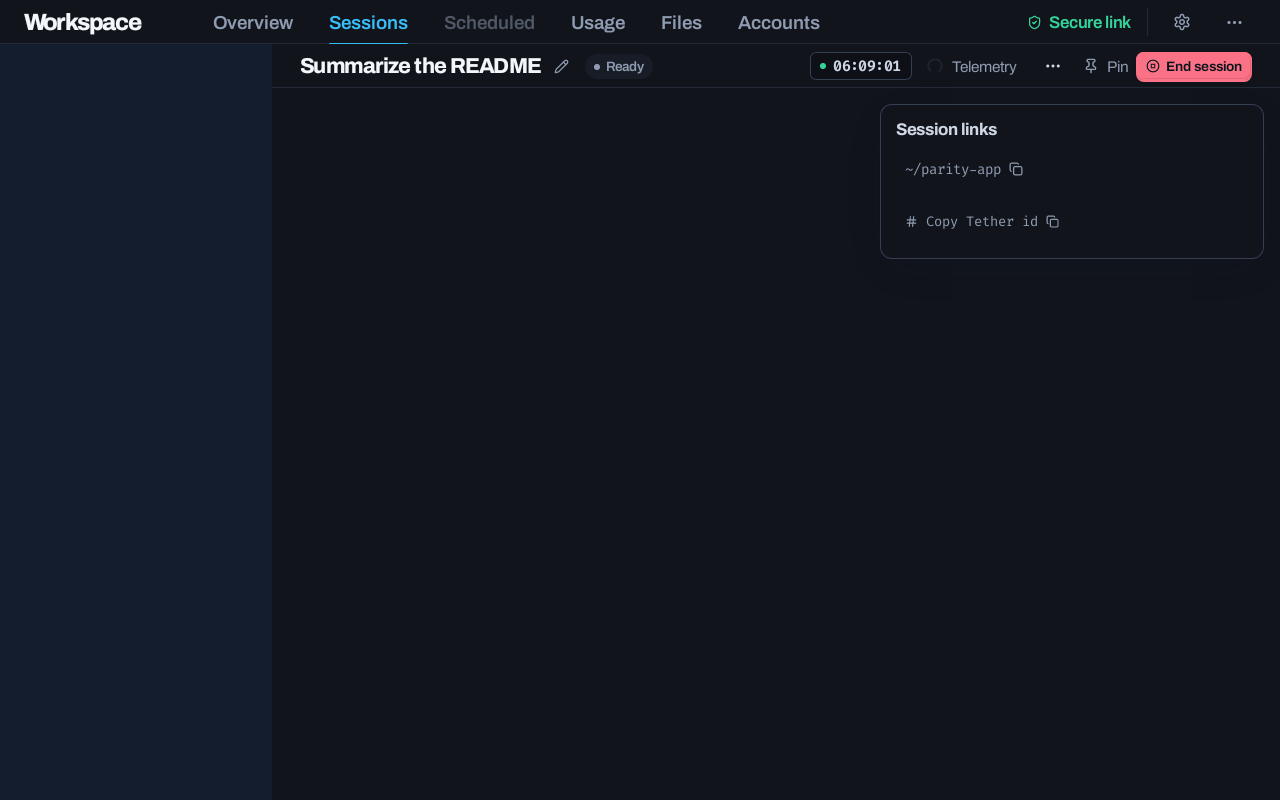 Workspace Overview Sessions Scheduled Usage Files Accounts Secure link
Summarize the README Ready 06:09:01 Telemetry Pin End session
Session links
~/parity-app
# Copy Tether id